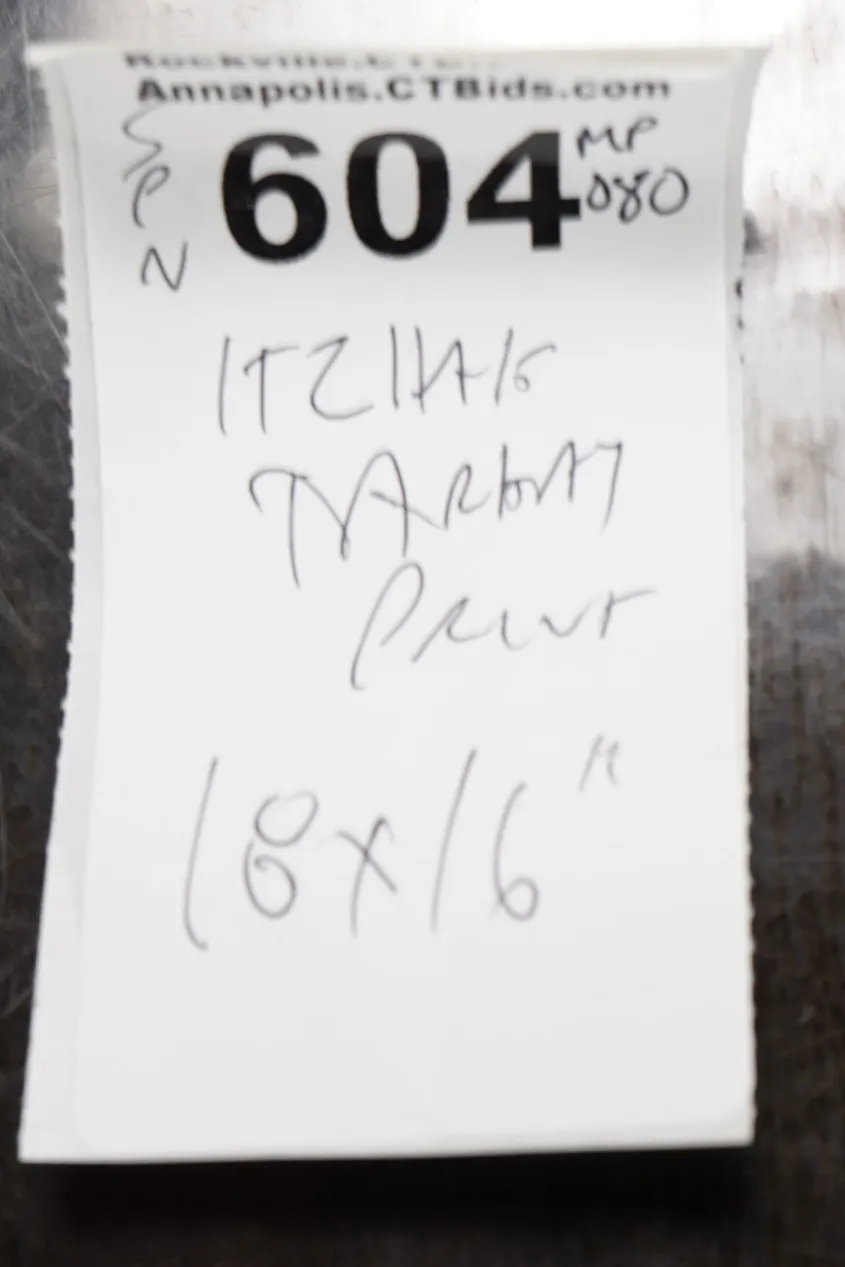 Annapolis.CTBids.com
SPN 604 MP 080
ITZHAK
TARKAY
PRINT
18X16"